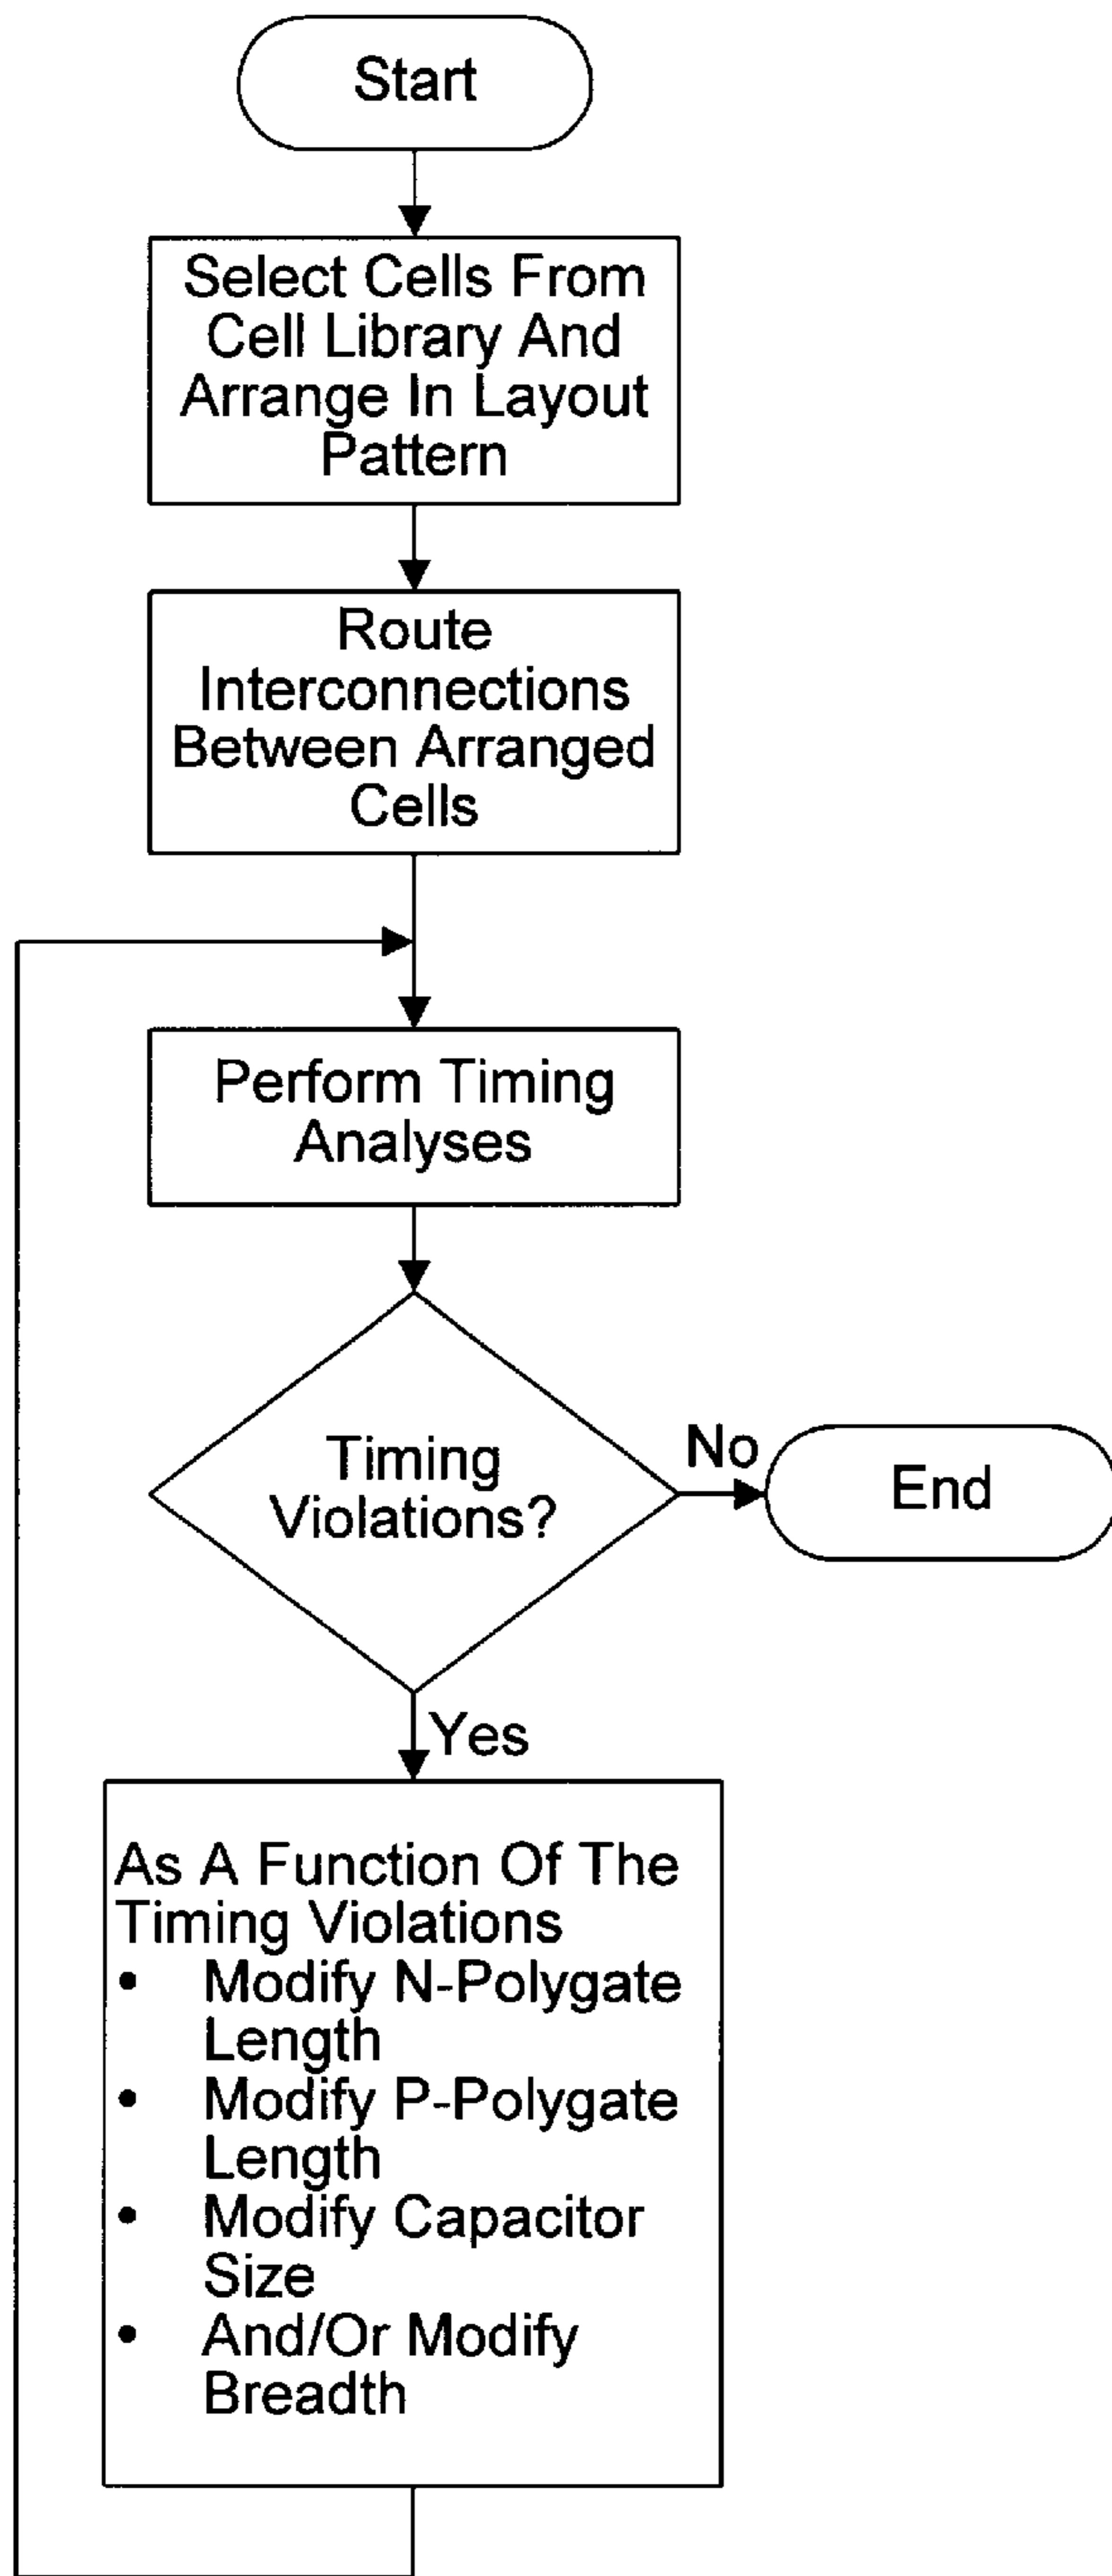 Start
Select Cells From
Cell Library And
Arrange In Layout
Pattern
Route
Interconnections
Between Arranged
Cells
Perform Timing
Analyses
Timing
Violations?
No
End
Yes
As A Function Of The
Timing Violations
• Modify N-Polygate
Length
• Modify P-Polygate
Length
• Modify Capacitor
Size
• And/Or Modify
Breadth